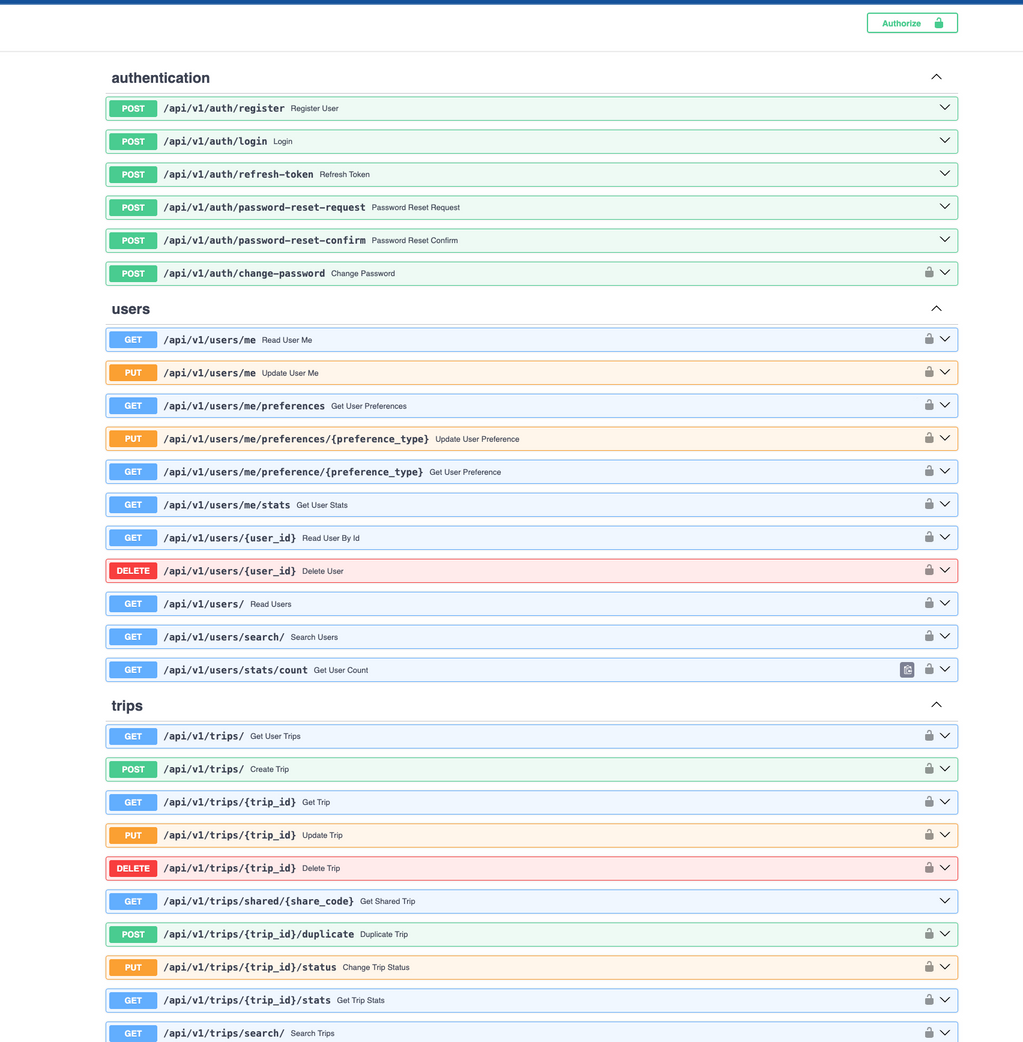 Authorize
authentication
POST /api/v1/auth/register Register User
POST /api/v1/auth/login Login
POST /api/v1/auth/refresh-token Refresh Token
POST /api/v1/auth/password-reset-request Password Reset Request
POST /api/v1/auth/password-reset-confirm Password Reset Confirm
POST /api/v1/auth/change-password Change Password
users
GET /api/v1/users/me Read User Me
PUT /api/v1/users/me Update User Me
GET /api/v1/users/me/preferences Get User Preferences
PUT /api/v1/users/me/preferences/{preference_type} Update User Preference
GET /api/v1/users/me/preference/{preference_type} Get User Preference
GET /api/v1/users/me/stats Get User Stats
GET /api/v1/users/{user_id} Read User By Id
DELETE /api/v1/users/{user_id} Delete User
GET /api/v1/users/ Read Users
GET /api/v1/users/search/ Search Users
GET /api/v1/users/stats/count Get User Count
trips
GET /api/v1/trips/ Get User Trips
POST /api/v1/trips/ Create Trip
GET /api/v1/trips/{trip_id} Get Trip
PUT /api/v1/trips/{trip_id} Update Trip
DELETE /api/v1/trips/{trip_id} Delete Trip
GET /api/v1/trips/shared/{share_code} Get Shared Trip
POST /api/v1/trips/{trip_id}/duplicate Duplicate Trip
PUT /api/v1/trips/{trip_id}/status Change Trip Status
GET /api/v1/trips/{trip_id}/stats Get Trip Stats
GET /api/v1/trips/search/ Search Trips